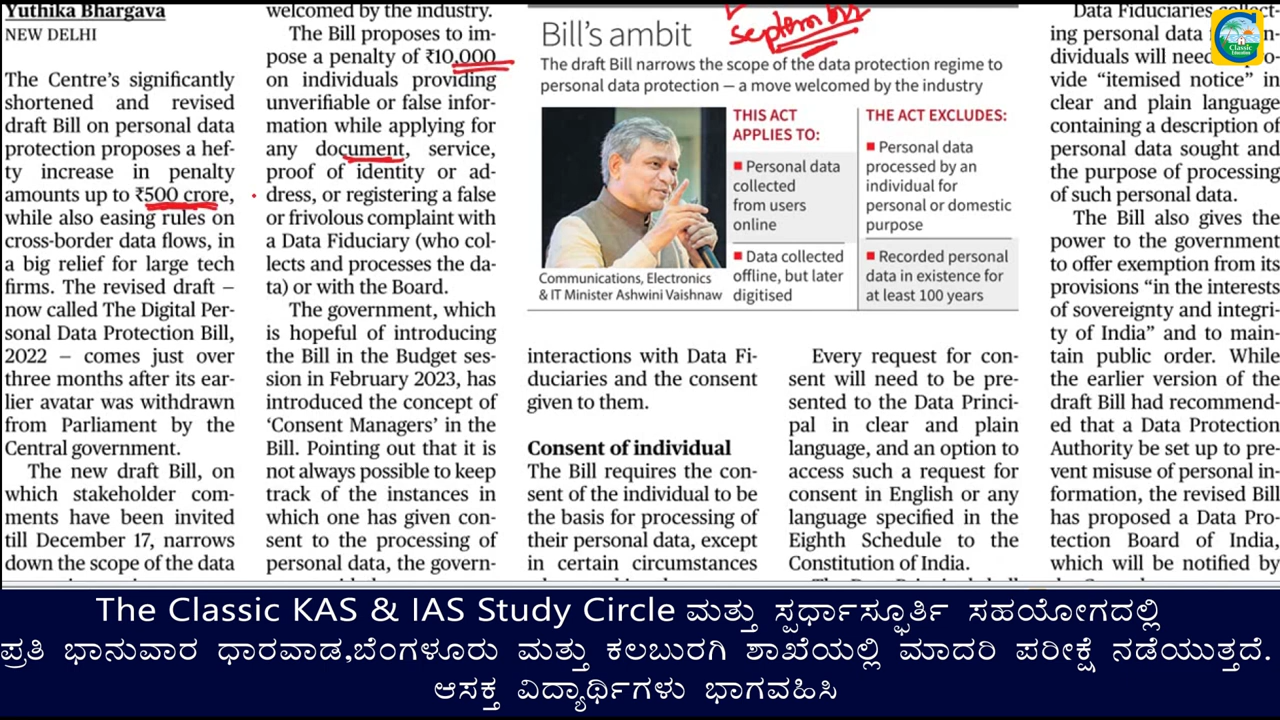 Yuthika Bhargava
NEW DELHI
The Centre's significantly
shortened and revised
draft Bill on personal data
protection proposes a hef-
ty increase in penalty
amounts up to ₹500 crore,
while also easing rules on
cross-border data flows, in
a big relief for large tech
firms. The revised draft –
now called The Digital Per-
sonal Data Protection Bill,
2022 – comes just over
three months after its ear-
lier avatar was withdrawn
from Parliament by the
Central government.
The new draft Bill, on
which stakeholder com-
ments have been invited
till December 17, narrows
down the scope of the data
welcomed by the industry.
The Bill proposes to im-
pose a penalty of ₹10,000
on individuals providing
unverifiable or false infor-
mation while applying for
any document, service,
proof of identity or ad-
dress, or registering a false
or frivolous complaint with
a Data Fiduciary (who col-
lects and processes the da-
ta) or with the Board.
The government, which
is hopeful of introducing
the Bill in the Budget ses-
sion in February 2023, has
introduced the concept of
'Consent Managers' in the
Bill. Pointing out that it is
not always possible to keep
track of the instances in
which one has given con-
sent to the processing of
personal data, the govern-
Bill's ambit
The draft Bill narrows the scope of the data protection regime to
personal data protection — a move welcomed by the industry
Communications, Electronics
& IT Minister Ashwini Vaishnaw
THIS ACT
APPLIES TO:
Personal data
collected
from users
online
Data collected
offline, but later
digitised
THE ACT EXCLUDES:
Personal data
processed by an
individual for
personal or domestic
purpose
Recorded personal
data in existence for
at least 100 years
interactions with Data Fi-
duciaries and the consent
given to them.
Consent of individual
The Bill requires the con-
sent of the individual to be
the basis for processing of
their personal data, except
in certain circumstances
Every request for con-
sent will need to be pre-
sented to the Data Princi-
pal in clear and plain
language, and an option to
access such a request for
consent in English or any
language specified in the
Eighth Schedule to the
Constitution of India.
Data Fiduciaries collect-
ing personal data
dividuals will need
vide "itemised notice" in
clear and plain language
containing a description of
personal data sought and
the purpose of processing
of such personal data.
The Bill also gives the
power to the government
to offer exemption from its
provisions "in the interests
of sovereignty and integri-
ty of India" and to main-
tain public order. While
the earlier version of the
draft Bill had recommend-
ed that a Data Protection
Authority be set up to pre-
vent misuse of personal in-
formation, the revised Bill
has proposed a Data Pro-
tection Board of India,
which will be notified by
Classic
Education
The Classic KAS & IAS Study Circle ಮತ್ತು ಸ್ಪರ್ಧಾಸ್ಫೂರ್ತಿ ಸಹಯೋಗದಲ್ಲಿ
ಪ್ರತಿ ಭಾನುವಾರ ಧಾರವಾಡ,ಬೆಂಗಳೂರು ಮತ್ತು ಕಲಬುರಗಿ ಶಾಖೆಯಲ್ಲಿ ಮಾದರಿ ಪರೀಕ್ಷೆ ನಡೆಯುತ್ತದೆ.
ಆಸಕ್ತ ವಿದ್ಯಾರ್ಥಿಗಳು ಭಾಗವಹಿಸಿ